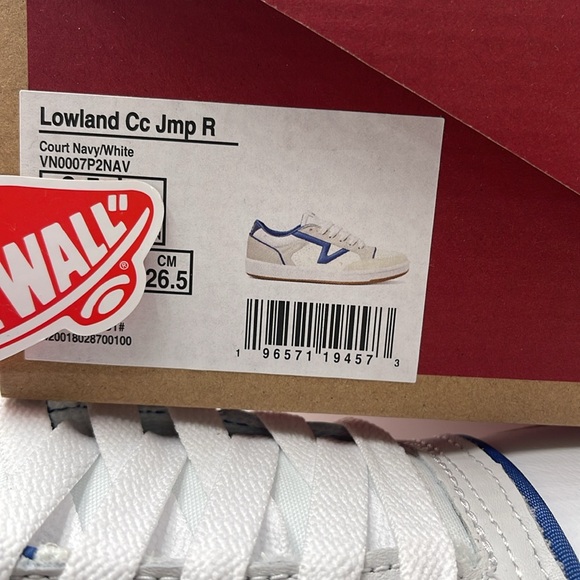 Lowland Cc Jmp R
Court Navy/White
VN0007P2NAV
WALL"
®
CM
26.5
20018028700100
1 96571 19457 3